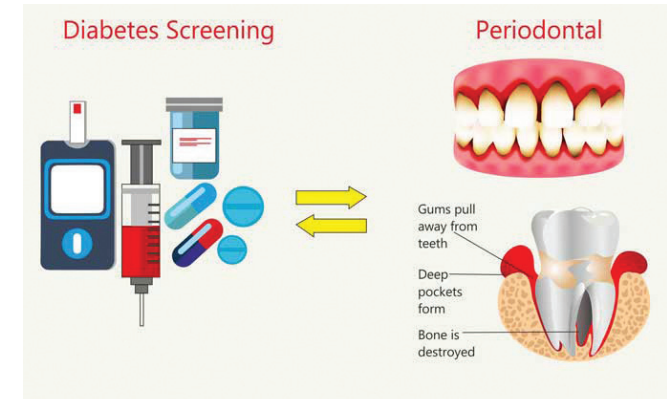 Diabetes Screening
Periodontal
Gums pull
away from
teeth
Deep
pockets
form
Bone is
destroyed